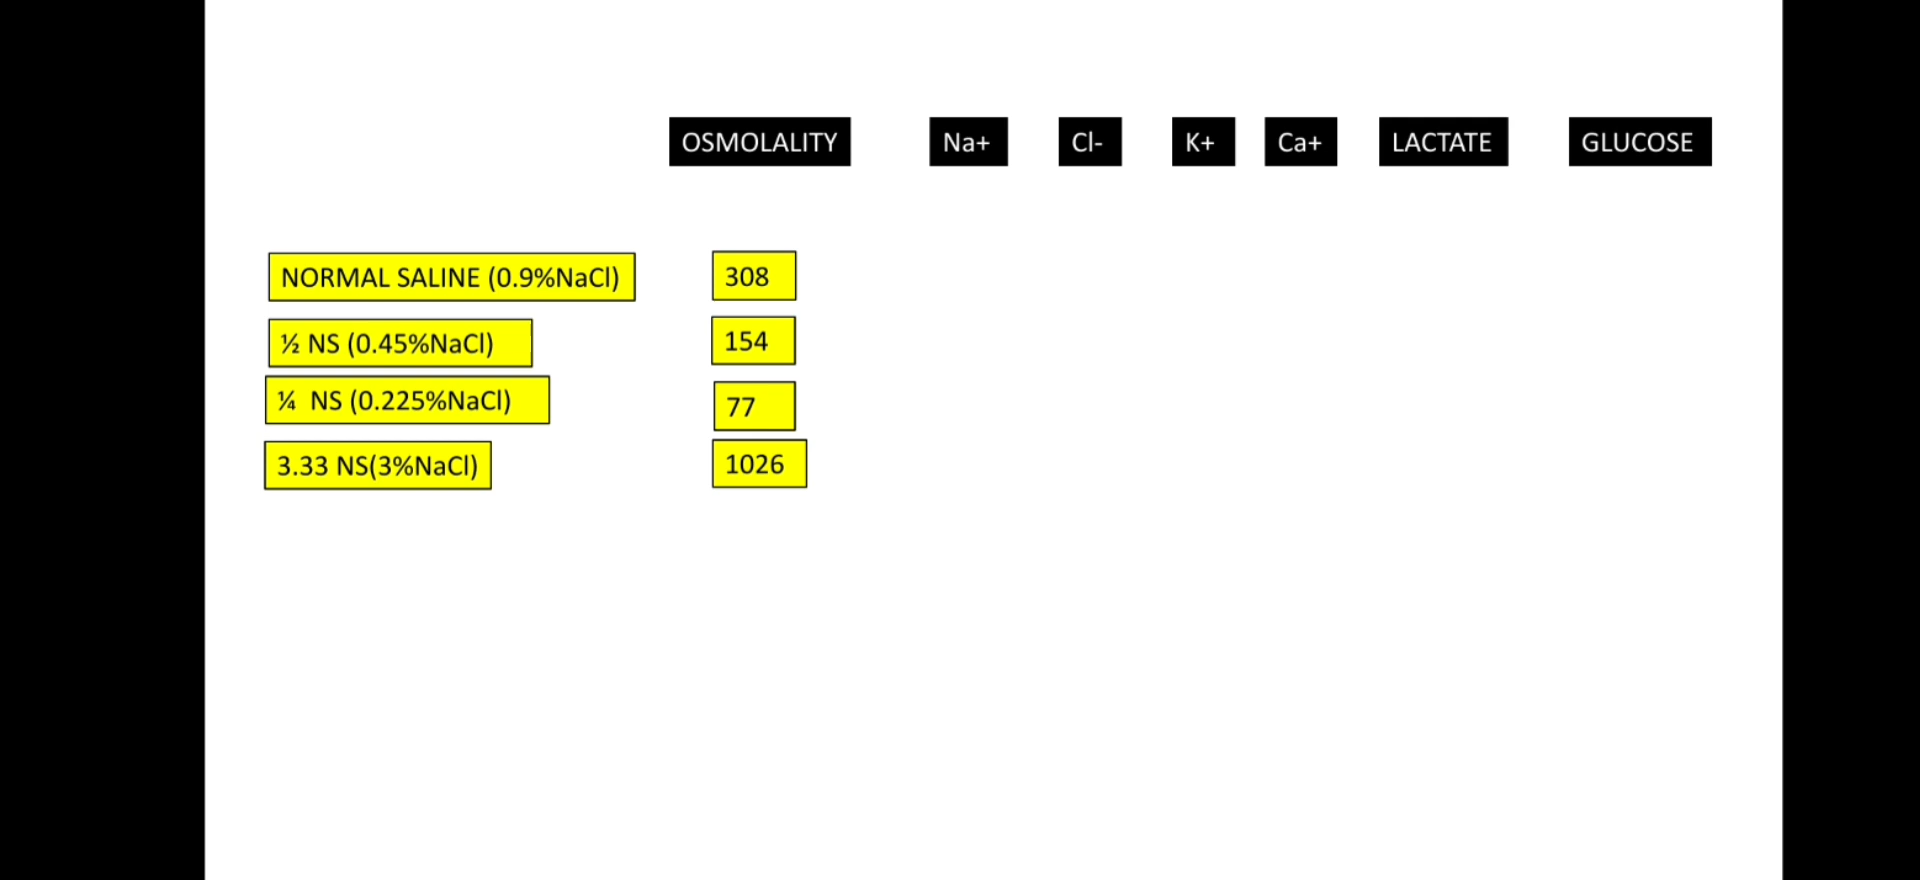 OSMOLALITY Na+ Cl- K+ Ca+ LACTATE GLUCOSE
NORMAL SALINE (0.9%NaCl) 308
½ NS (0.45%NaCl) 154
¼ NS (0.225%NaCl) 77
3.33 NS(3%NaCl) 1026